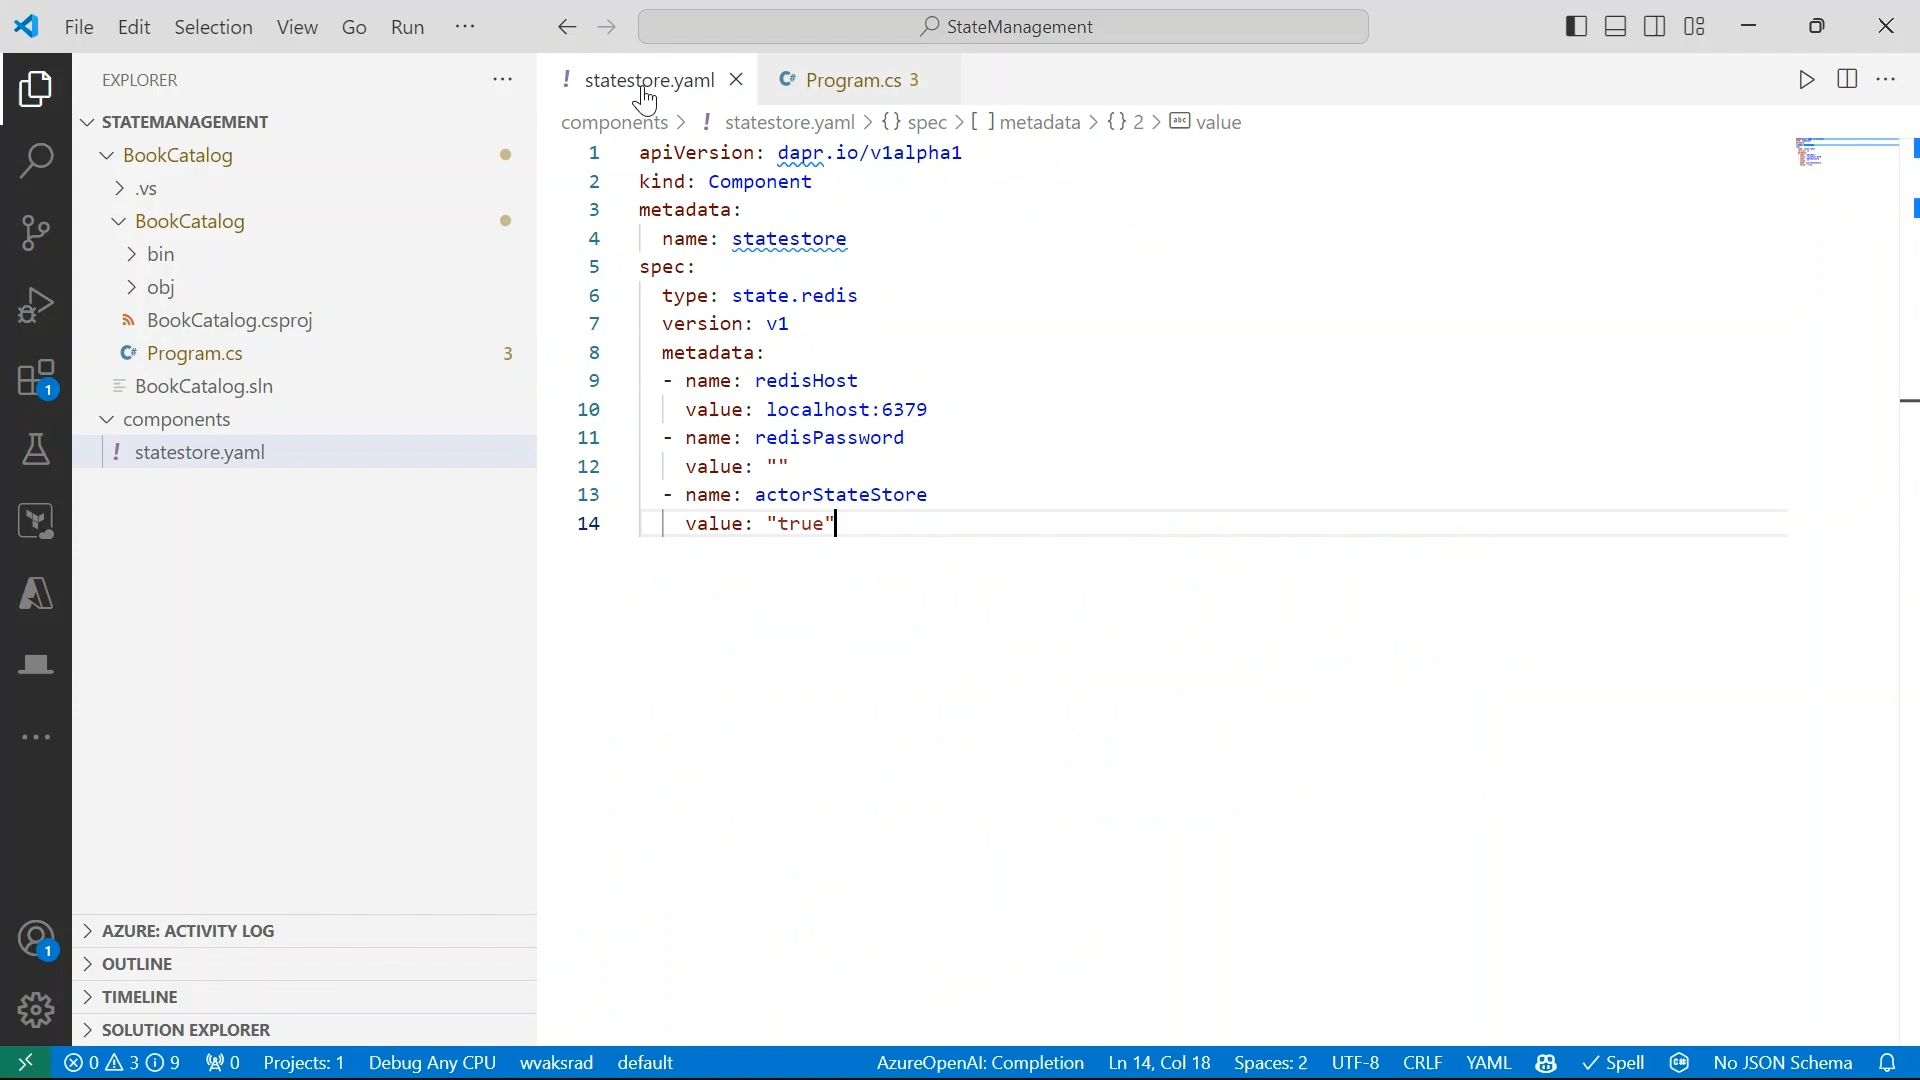 File Edit Selection View Go Run ··· StateManagement
EXPLORER ···
STATEMANAGEMENT
BookCatalog
.vs
BookCatalog
bin
obj
BookCatalog.csproj
C# Program.cs 3
BookCatalog.sln
components
! statestore.yaml
AZURE: ACTIVITY LOG
OUTLINE
TIMELINE
SOLUTION EXPLORER
1
1
! statestore.yaml C# Program.cs 3
components > ! statestore.yaml > {} spec > [ ] metadata > {} 2 > abc value
1 apiVersion: dapr.io/v1alpha1
2 kind: Component
3 metadata:
4 name: statestore
5 spec:
6 type: state.redis
7 version: v1
8 metadata:
9 - name: redisHost
10 value: localhost:6379
11 - name: redisPassword
12 value: ""
13 - name: actorStateStore
14 value: "true"
0 3 9 0 Projects: 1 Debug Any CPU wvaksrad default AzureOpenAI: Completion Ln 14, Col 18 Spaces: 2 UTF-8 CRLF YAML Spell No JSON Schema